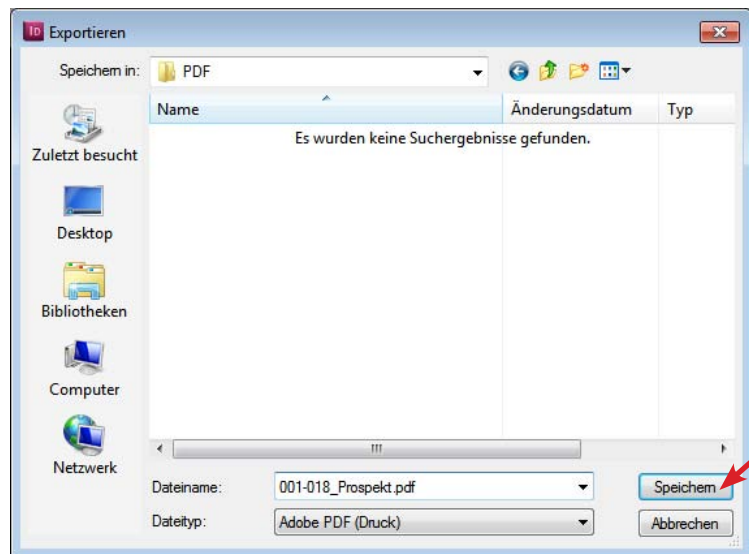 ID Exportieren
Speichern in: PDF
Name Änderungsdatum Typ
Es wurden keine Suchergebnisse gefunden.
Zuletzt besucht
Desktop
Bibliotheken
Computer
Netzwerk
Dateiname: 001-018_Prospekt.pdf Speichern
Dateityp: Adobe PDF (Druck) Abbrechen